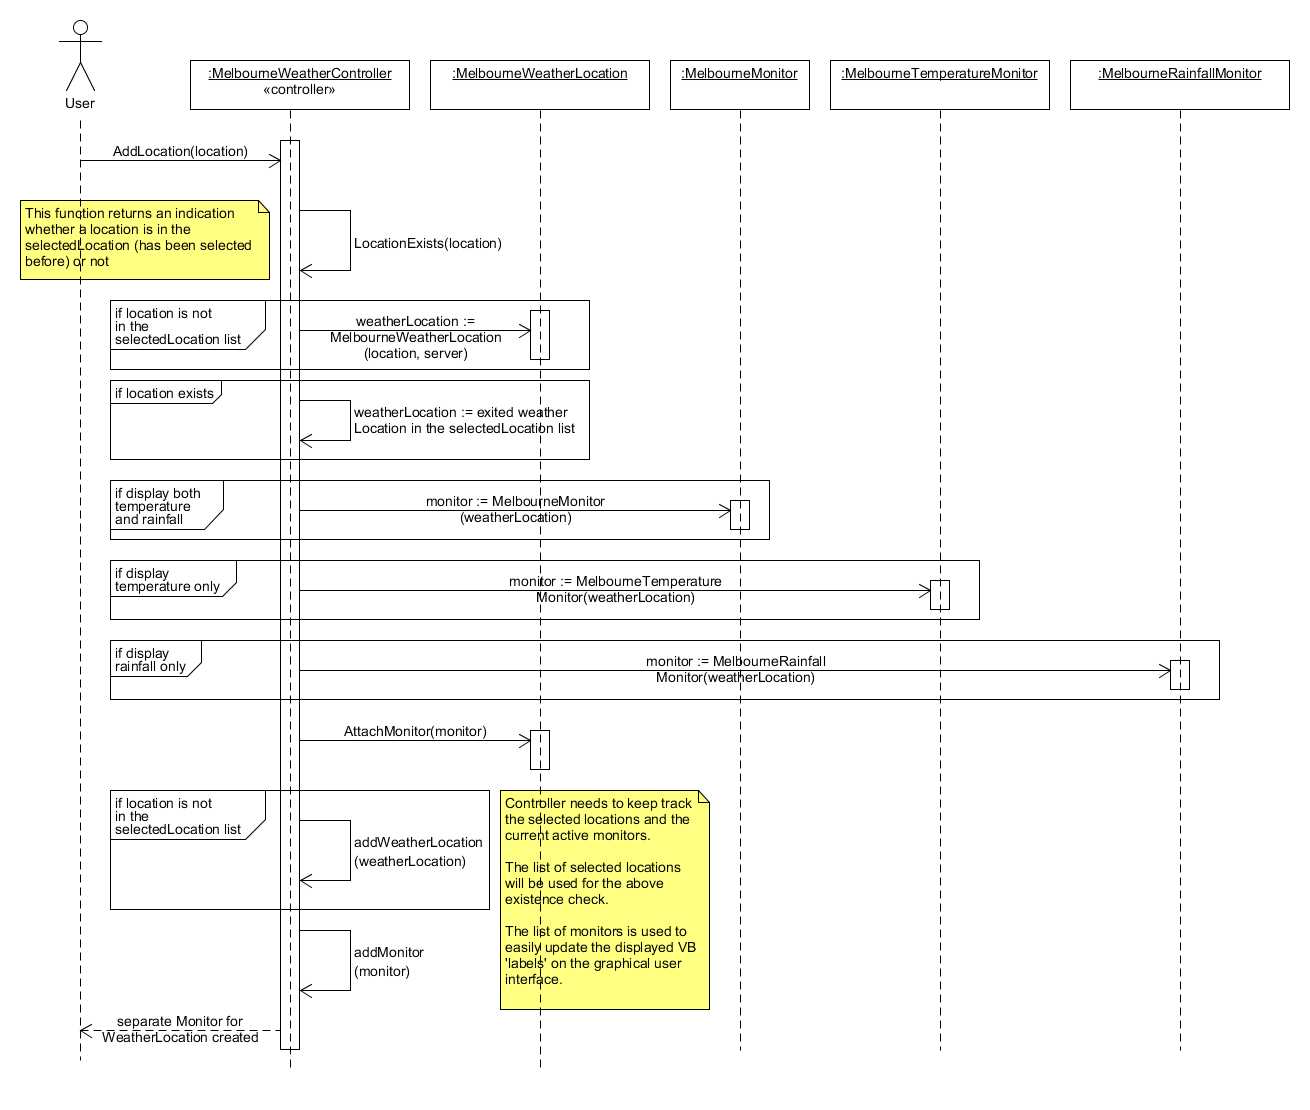 User
:MelbourneWeatherController
«controller»
:MelbourneWeatherLocation
:MelbourneMonitor
:MelbourneTemperatureMonitor
:MelbourneRainfallMonitor
AddLocation(location)
This function returns an indication
whether a location is in the
selectedLocation (has been selected
before) or not
LocationExists(location)
if location is not
in the
selectedLocation list
weatherLocation :=
MelbourneWeatherLocation
(location, server)
if location exists
weatherLocation := exited weather
Location in the selectedLocation list
if display both
temperature
and rainfall
monitor := MelbourneMonitor
(weatherLocation)
if display
temperature only
monitor := MelbourneTemperature
Monitor(weatherLocation)
if display
rainfall only
monitor := MelbourneRainfall
Monitor(weatherLocation)
AttachMonitor(monitor)
if location is not
in the
selectedLocation list
addWeatherLocation
(weatherLocation)
Controller needs to keep track
the selected locations and the
current active monitors.
The list of selected locations
will be used for the above
existence check.
The list of monitors is used to
easily update the displayed VB
'labels' on the graphical user
interface.
addMonitor
(monitor)
separate Monitor for
WeatherLocation created